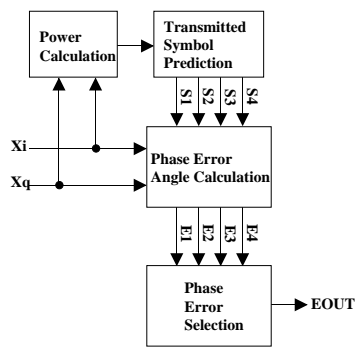 Power
Calculation
Transmitted
Symbol
Prediction
S1
S2
S3
S4
Xi
Xq
Phase Error
Angle Calculation
E1
E2
E3
E4
Phase
Error
Selection
EOUT